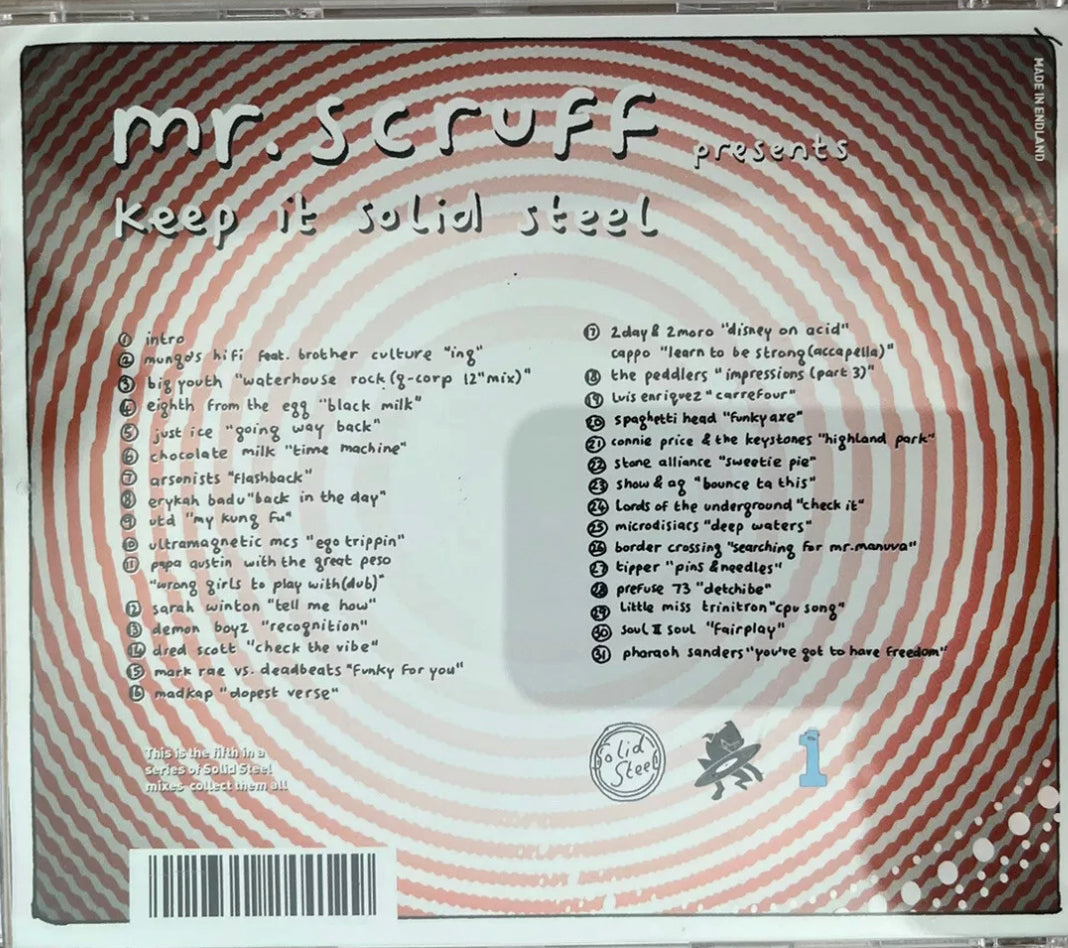 MADE IN ENDLAND
mr. scruff presents
keep it solid steel
1 intro
2 mungo's hifi feat. brother culture "ing"
3 big youth "waterhouse rock (g-corp 12" mix)"
4 eighth from the egg "black milk"
5 just ice "going way back"
6 chocolate milk "time machine"
7 arsonists "flashback"
8 erykah badu "back in the day"
9 utd "my kung fu"
10 ultramagnetic mcs "ego trippin"
11 papa austin with the great peso
"wrong girls to play with (dub)"
12 sarah winton "tell me how"
13 demon boyz "recognition"
14 dred scott "check the vibe"
15 mark rae vs. deadbeats "funky for you"
16 madkap "dopest verse"
17 2day & 2moro "disney on acid"
cappo "learn to be strong (accapella)"
18 the peddlers "impressions (part 3)"
19 luis enriquez "carrefour"
20 spaghetti head "funky axe"
21 connie price & the keystones "highland park"
22 stone alliance "sweetie pie"
23 show & ag "bounce ta this"
24 Lords of the underground "check it"
25 microdisiacs "deep waters"
26 border crossing "searching for mr. manuva"
27 tipper "pins & needles"
28 prefuse 73 "detchibe"
29 little miss trinitron "cpu song"
30 soul II soul "fairplay"
31 pharaoh sanders "you've got to have freedom"
This is the fifth in a
series of Solid Steel
mixes, collect them all
Solid
Steel
1